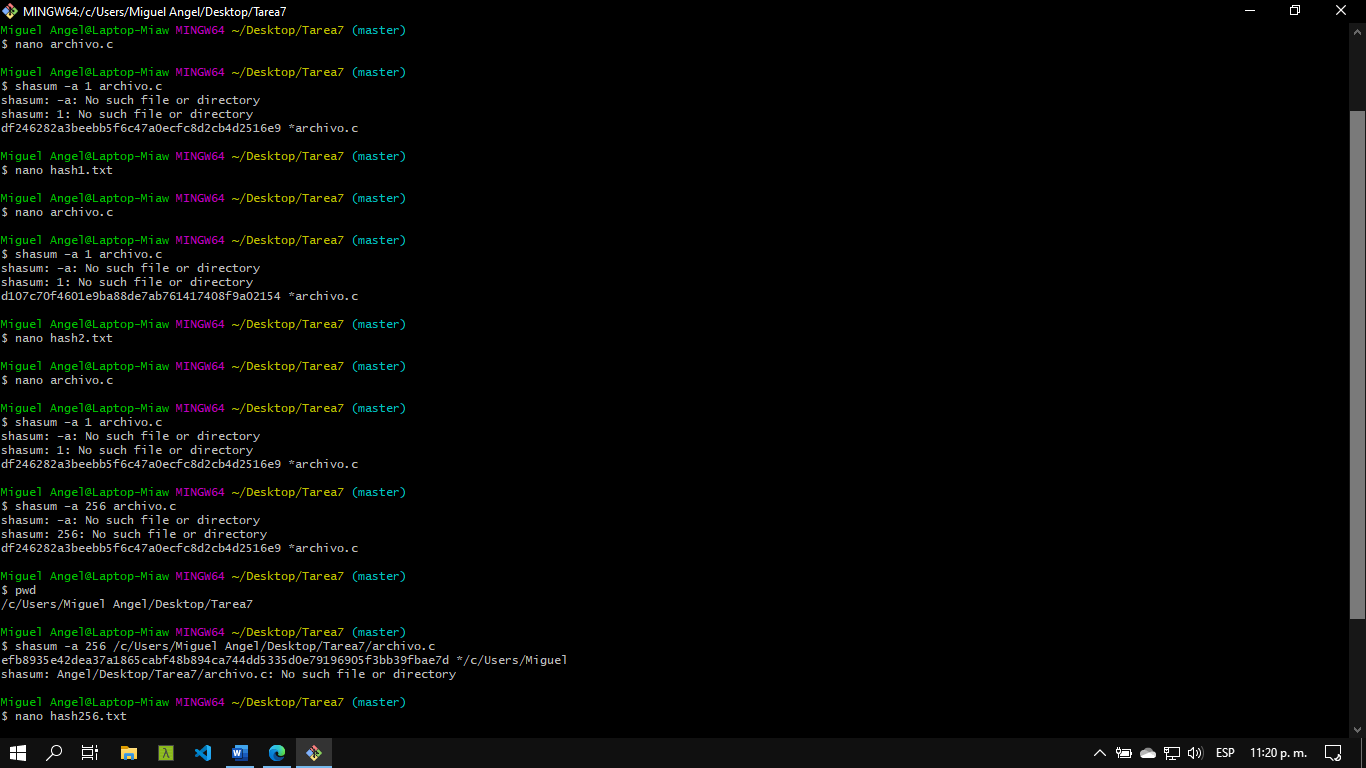 MINGW64:/c/Users/Miguel Angel/Desktop/Tarea7
Miguel Angel@Laptop-Miaw MINGW64 ~/Desktop/Tarea7 (master)
$ nano archivo.c
Miguel Angel@Laptop-Miaw MINGW64 ~/Desktop/Tarea7 (master)
$ shasum -a 1 archivo.c
shasum: -a: No such file or directory
shasum: 1: No such file or directory
df246282a3beebb5f6c47a0ecfc8d2cb4d2516e9 *archivo.c
Miguel Angel@Laptop-Miaw MINGW64 ~/Desktop/Tarea7 (master)
$ nano hash1.txt
Miguel Angel@Laptop-Miaw MINGW64 ~/Desktop/Tarea7 (master)
$ nano archivo.c
Miguel Angel@Laptop-Miaw MINGW64 ~/Desktop/Tarea7 (master)
$ shasum -a 1 archivo.c
shasum: -a: No such file or directory
shasum: 1: No such file or directory
d107c70f4601e9ba88de7ab761417408f9a02154 *archivo.c
Miguel Angel@Laptop-Miaw MINGW64 ~/Desktop/Tarea7 (master)
$ nano hash2.txt
Miguel Angel@Laptop-Miaw MINGW64 ~/Desktop/Tarea7 (master)
$ nano archivo.c
Miguel Angel@Laptop-Miaw MINGW64 ~/Desktop/Tarea7 (master)
$ shasum -a 1 archivo.c
shasum: -a: No such file or directory
shasum: 1: No such file or directory
df246282a3beebb5f6c47a0ecfc8d2cb4d2516e9 *archivo.c
Miguel Angel@Laptop-Miaw MINGW64 ~/Desktop/Tarea7 (master)
$ shasum -a 256 archivo.c
shasum: -a: No such file or directory
shasum: 256: No such file or directory
df246282a3beebb5f6c47a0ecfc8d2cb4d2516e9 *archivo.c
Miguel Angel@Laptop-Miaw MINGW64 ~/Desktop/Tarea7 (master)
$ pwd
/c/Users/Miguel Angel/Desktop/Tarea7
Miguel Angel@Laptop-Miaw MINGW64 ~/Desktop/Tarea7 (master)
$ shasum -a 256 /c/Users/Miguel Angel/Desktop/Tarea7/archivo.c
efb8935e42dea37a1865cabf48b894ca744dd5335d0e79196905f3bb39fbae7d */c/Users/Miguel
shasum: Angel/Desktop/Tarea7/archivo.c: No such file or directory
Miguel Angel@Laptop-Miaw MINGW64 ~/Desktop/Tarea7 (master)
$ nano hash256.txt
ESP 11:20 p. m.